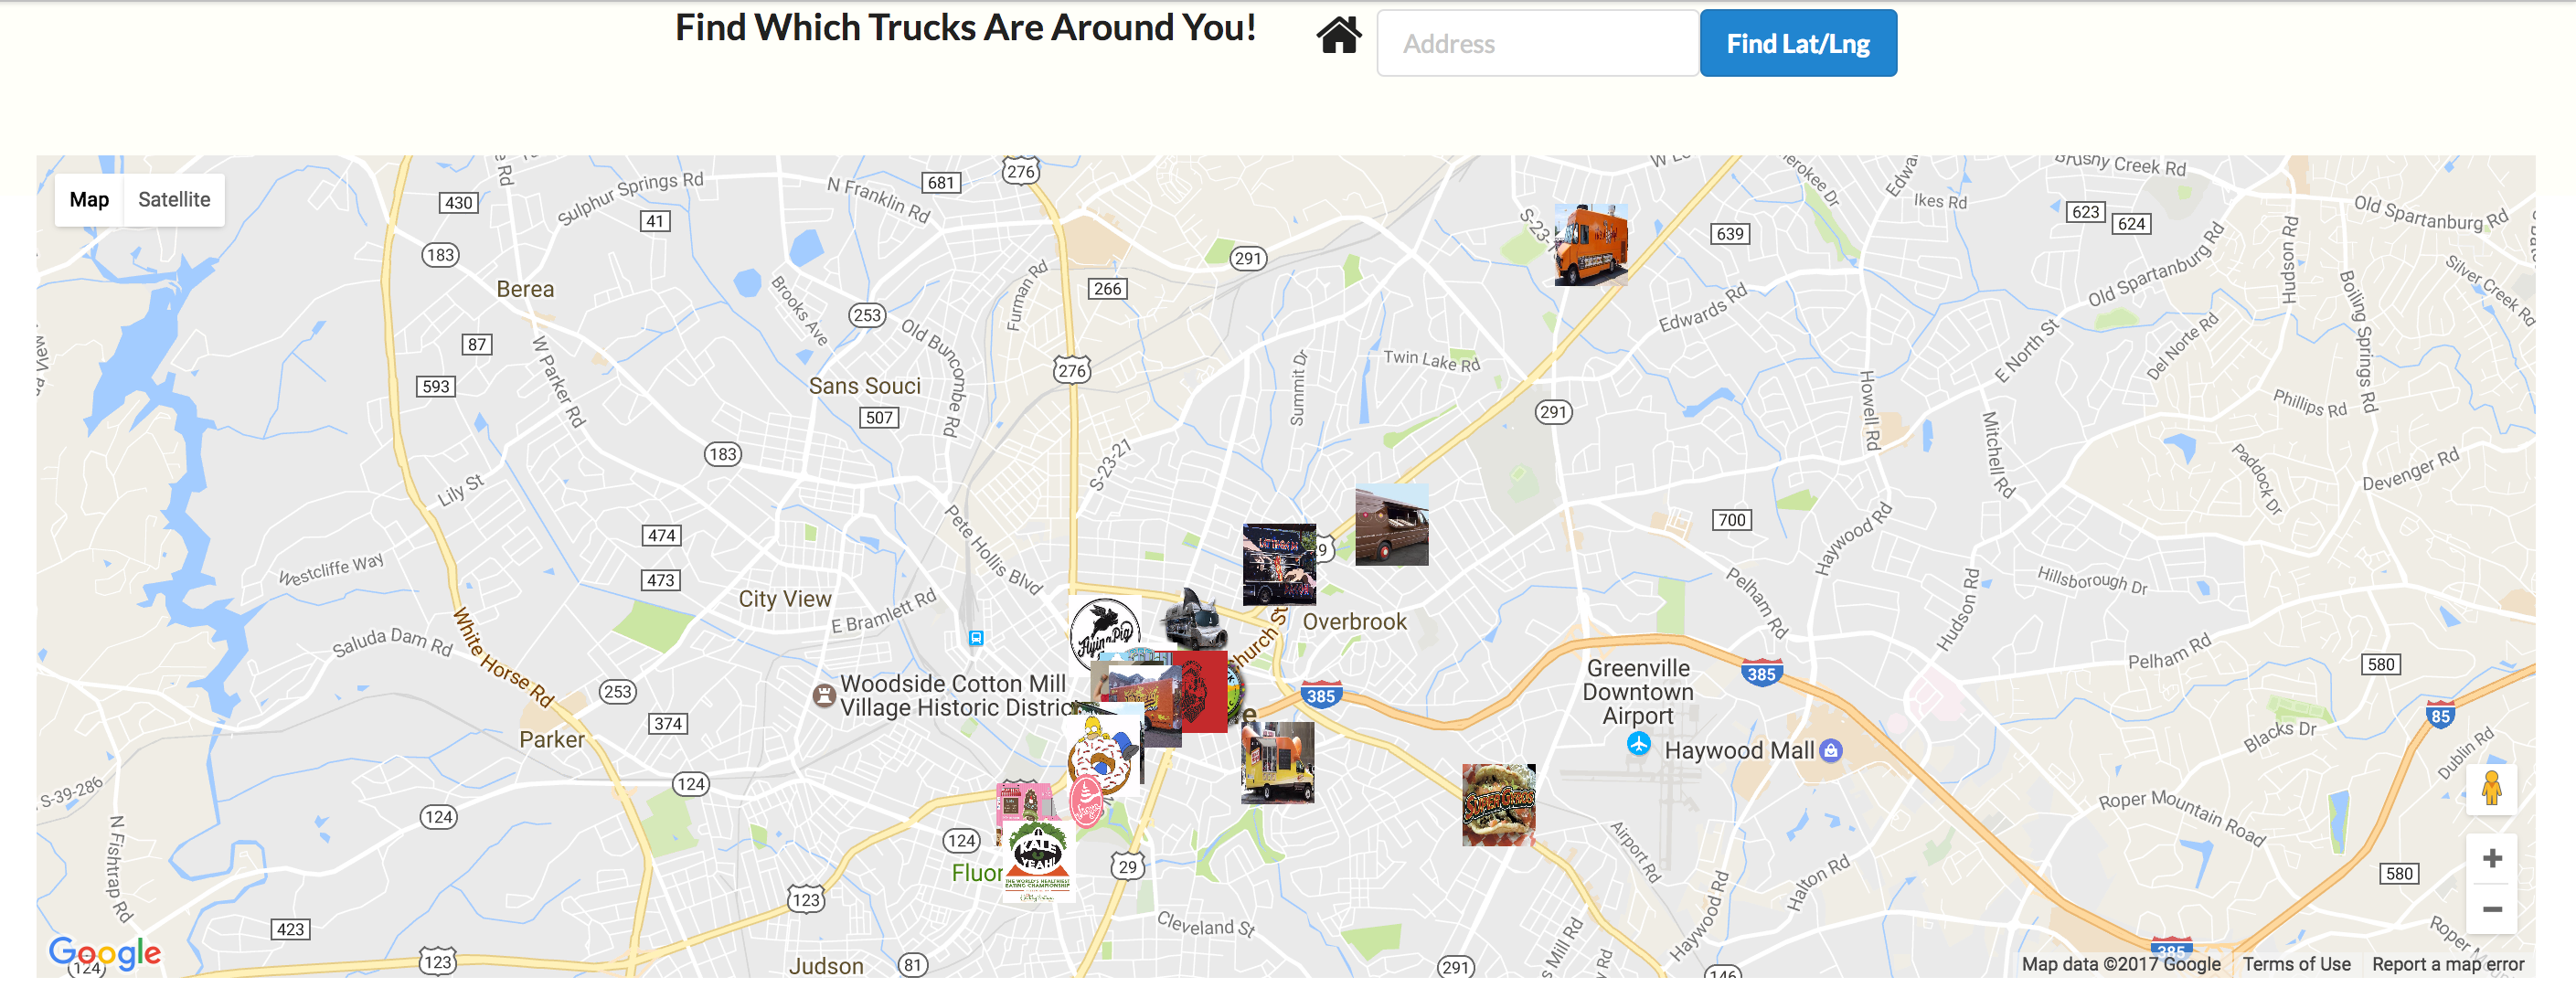 Find Which Trucks Are Around You!
Address
Find Lat/Lng
Map
Satellite
430
Sulphur Springs Rd
41
N Franklin Rd
681
276
Brushy Creek Rd
Ikes Rd
623
624
Old Spartanburg Rd
639
183
291
Berea
266
253
Brooks Ave
Furman Rd
Old Buncombe Rd
Edwards Rd
Old Spartanburg Rd
Hudson Rd
Boiling Springs Rd
Silver Creek Rd
87
W Parker Rd
593
276
Sans Souci
507
Summit Dr
Twin Lake Rd
291
Howell Rd
E North St
Del Norte Rd
Phillips Rd
Mitchell Rd
183
S-23-21
Lily St
Paddock Dr
Devenger Rd
474
Pete Hollis Blvd
700
Haywood Rd
Westcliffe Way
473
City View
E Bramlett Rd
Pelham Rd
Hillsborough Dr
Hudson Rd
Saluda Dam Rd
Flying Pig
Overbrook
White Horse Rd
Woodside Cotton Mill
Greenville
Downtown
Airport
385
385
Pelham Rd
580
253
374
Parker
Haywood Mall
85
Blacks Dr
Dublin Rd
S-39-286
124
124
SUPER GYROS
Roper Mountain Road
N Fishtrap Rd
124
KALE
YEAH!
THE WORLD'S HEALTHIEST
EATING CHAMPIONSHIP
29
Airport Rd
Halton Rd
Haywood Rd
580
123
423
Cleveland St
Google
124
123
Judson
81
291
146
385
Map data ©2017 Google
Terms of Use
Report a map error